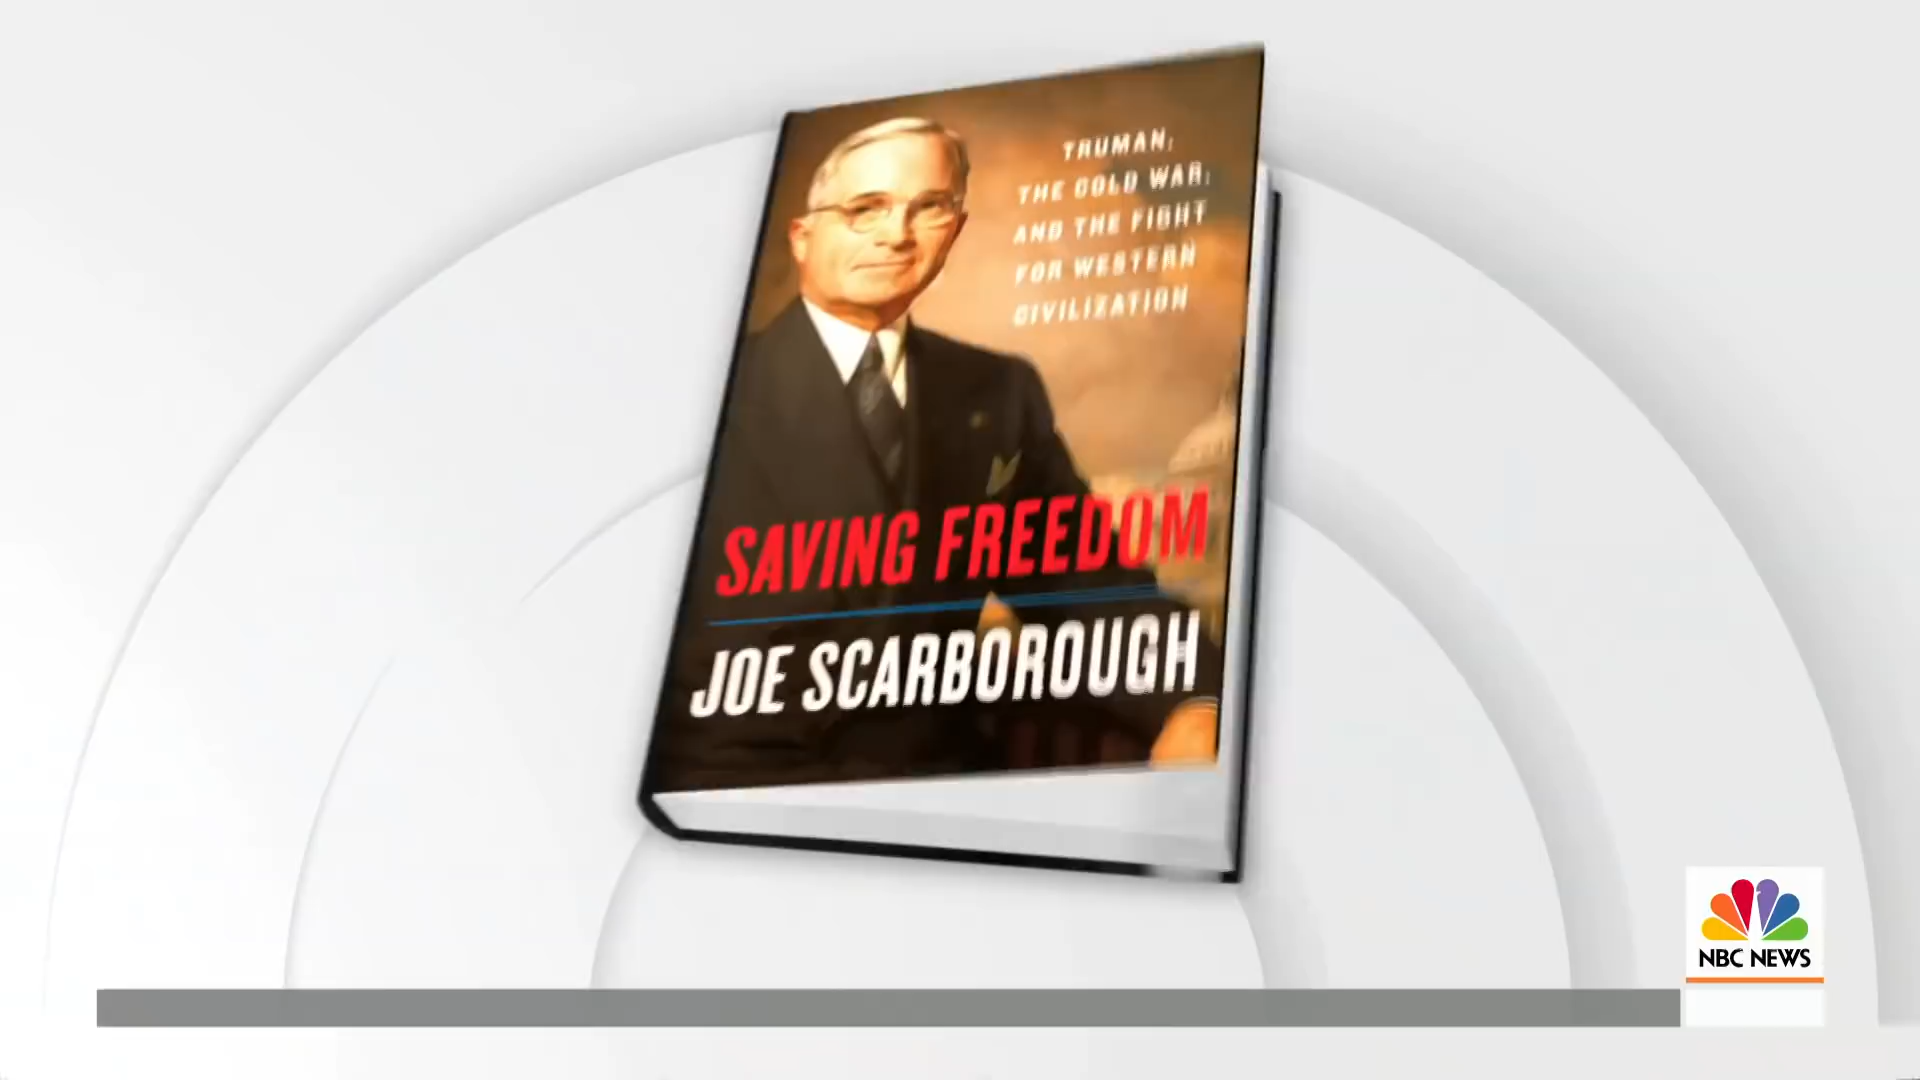 TRUMAN,
THE COLD WAR,
AND THE FIGHT
FOR WESTERN
CIVILIZATION
SAVING FREEDOM
JOE SCARBOROUGH
NBC NEWS